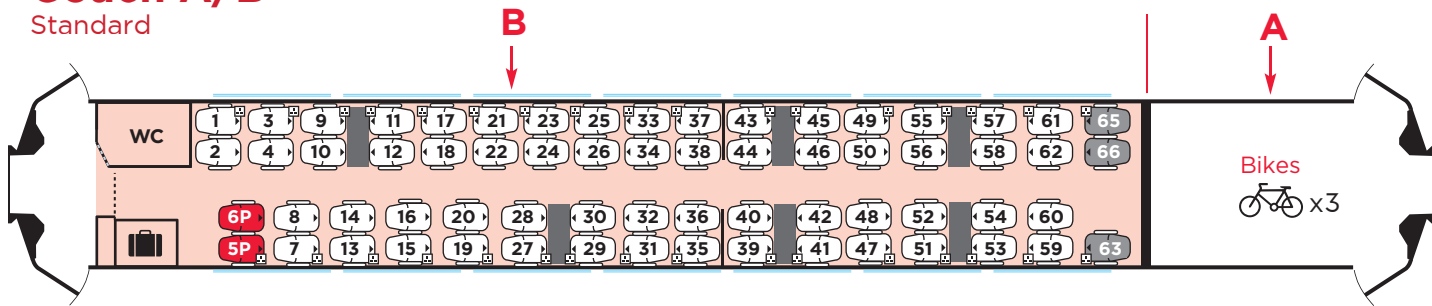 Standard
B
A
WC
1 3 9 11 17 21 23 25 33 37 43 45 49 55 57 61 65
2 4 10 12 18 22 24 26 34 38 44 46 50 56 58 62 66
Bikes
x3
6P 8 14 16 20 28 30 32 36 40 42 48 52 54 60
5P 7 13 15 19 27 29 31 35 39 41 47 51 53 59 63